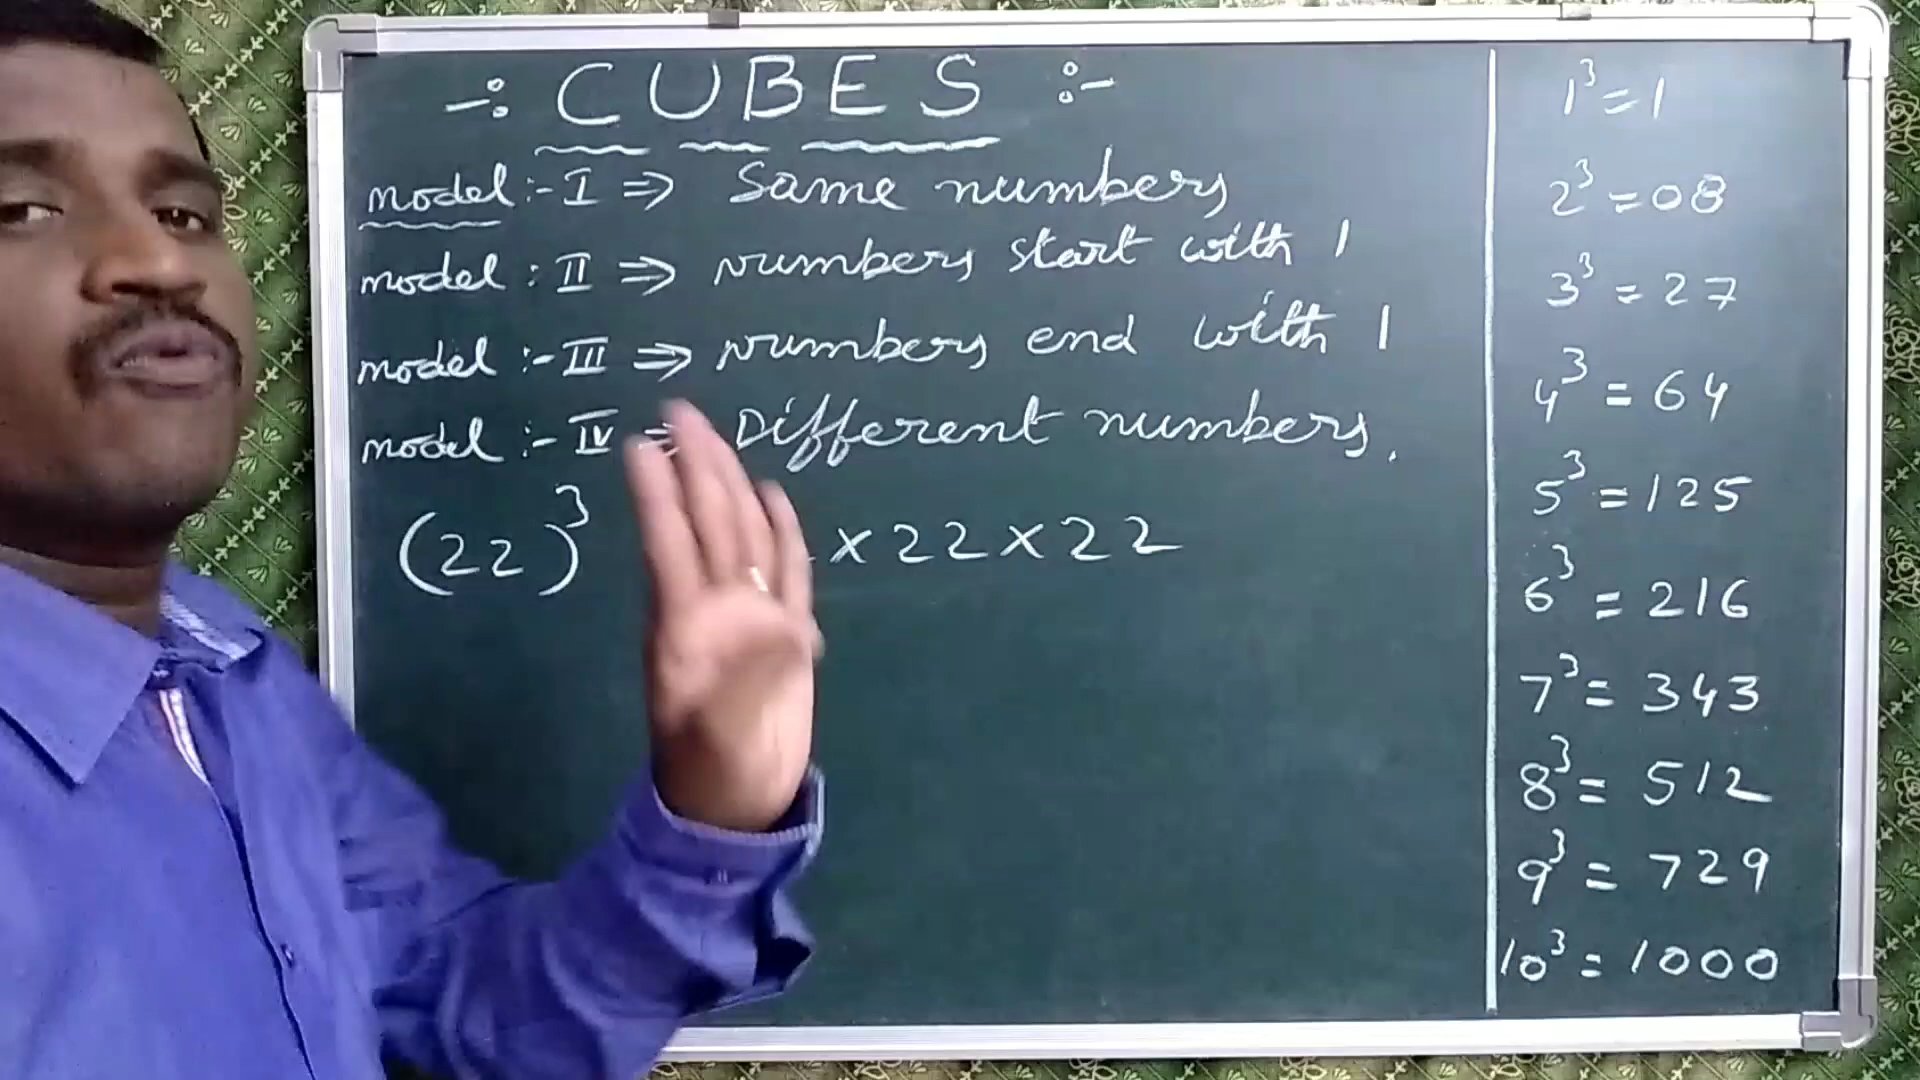 -: CUBES :-
model :- I ⇒ Same numbers
model : II ⇒ numbers start with 1
model :- III ⇒ numbers end with 1
model :- IV ⇒ Different numbers.
(22)³ × 22 × 22
1³ = 1
2³ = 08
3³ = 27
4³ = 64
5³ = 125
6³ = 216
7³ = 343
8³ = 512
9³ = 729
10³ = 1000